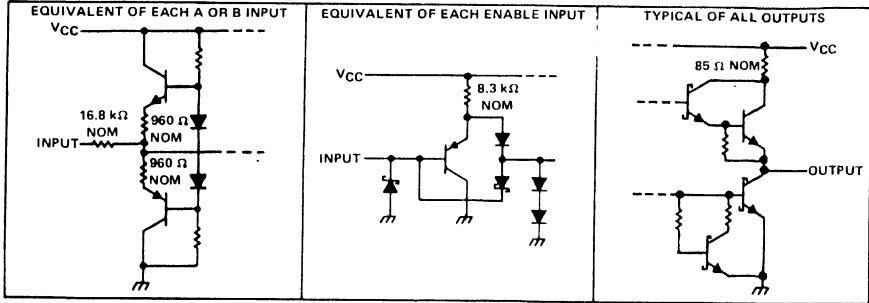 EQUIVALENT OF EACH A OR B INPUT
VCC
16.8 kΩ
NOM
960 Ω
NOM
INPUT
960 Ω
NOM
EQUIVALENT OF EACH ENABLE INPUT
VCC
8.3 kΩ
NOM
INPUT
TYPICAL OF ALL OUTPUTS
VCC
85 Ω NOM
OUTPUT